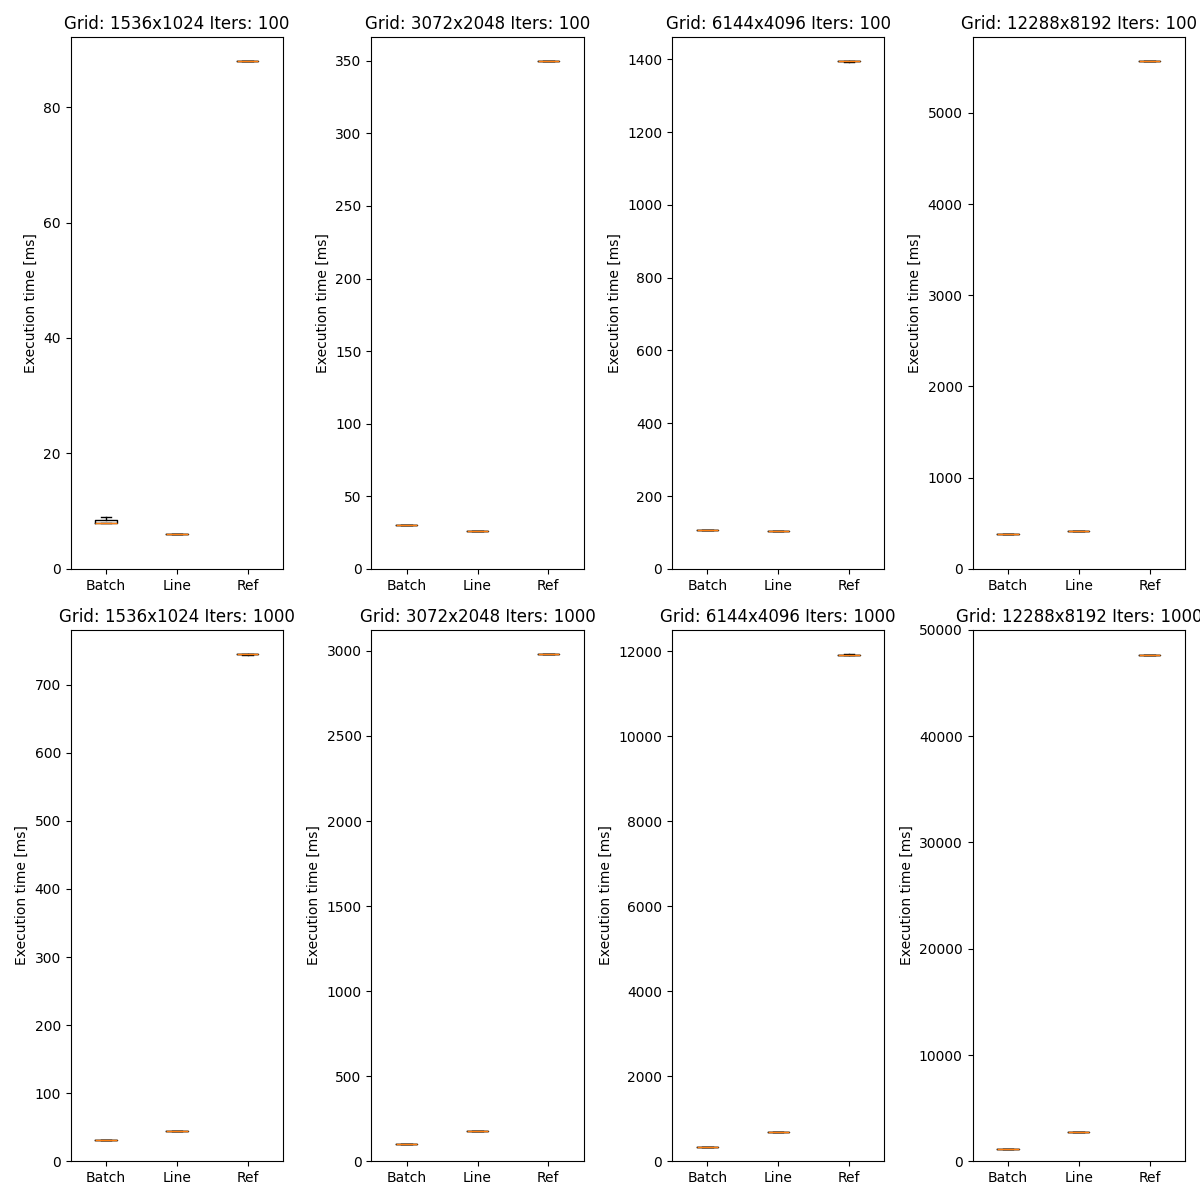 Grid: 1536x1024 Iters: 100
Execution time [ms]
80
60
40
20
0
Batch Line Ref
Grid: 3072x2048 Iters: 100
Execution time [ms]
350
300
250
200
150
100
50
0
Batch Line Ref
Grid: 6144x4096 Iters: 100
Execution time [ms]
1400
1200
1000
800
600
400
200
0
Batch Line Ref
Grid: 12288x8192 Iters: 100
Execution time [ms]
5000
4000
3000
2000
1000
0
Batch Line Ref
Grid: 1536x1024 Iters: 1000
Execution time [ms]
700
600
500
400
300
200
100
0
Batch Line Ref
Grid: 3072x2048 Iters: 1000
Execution time [ms]
3000
2500
2000
1500
1000
500
0
Batch Line Ref
Grid: 6144x4096 Iters: 1000
Execution time [ms]
12000
10000
8000
6000
4000
2000
0
Batch Line Ref
Grid: 12288x8192 Iters: 1000
Execution time [ms]
50000
40000
30000
20000
10000
0
Batch Line Ref